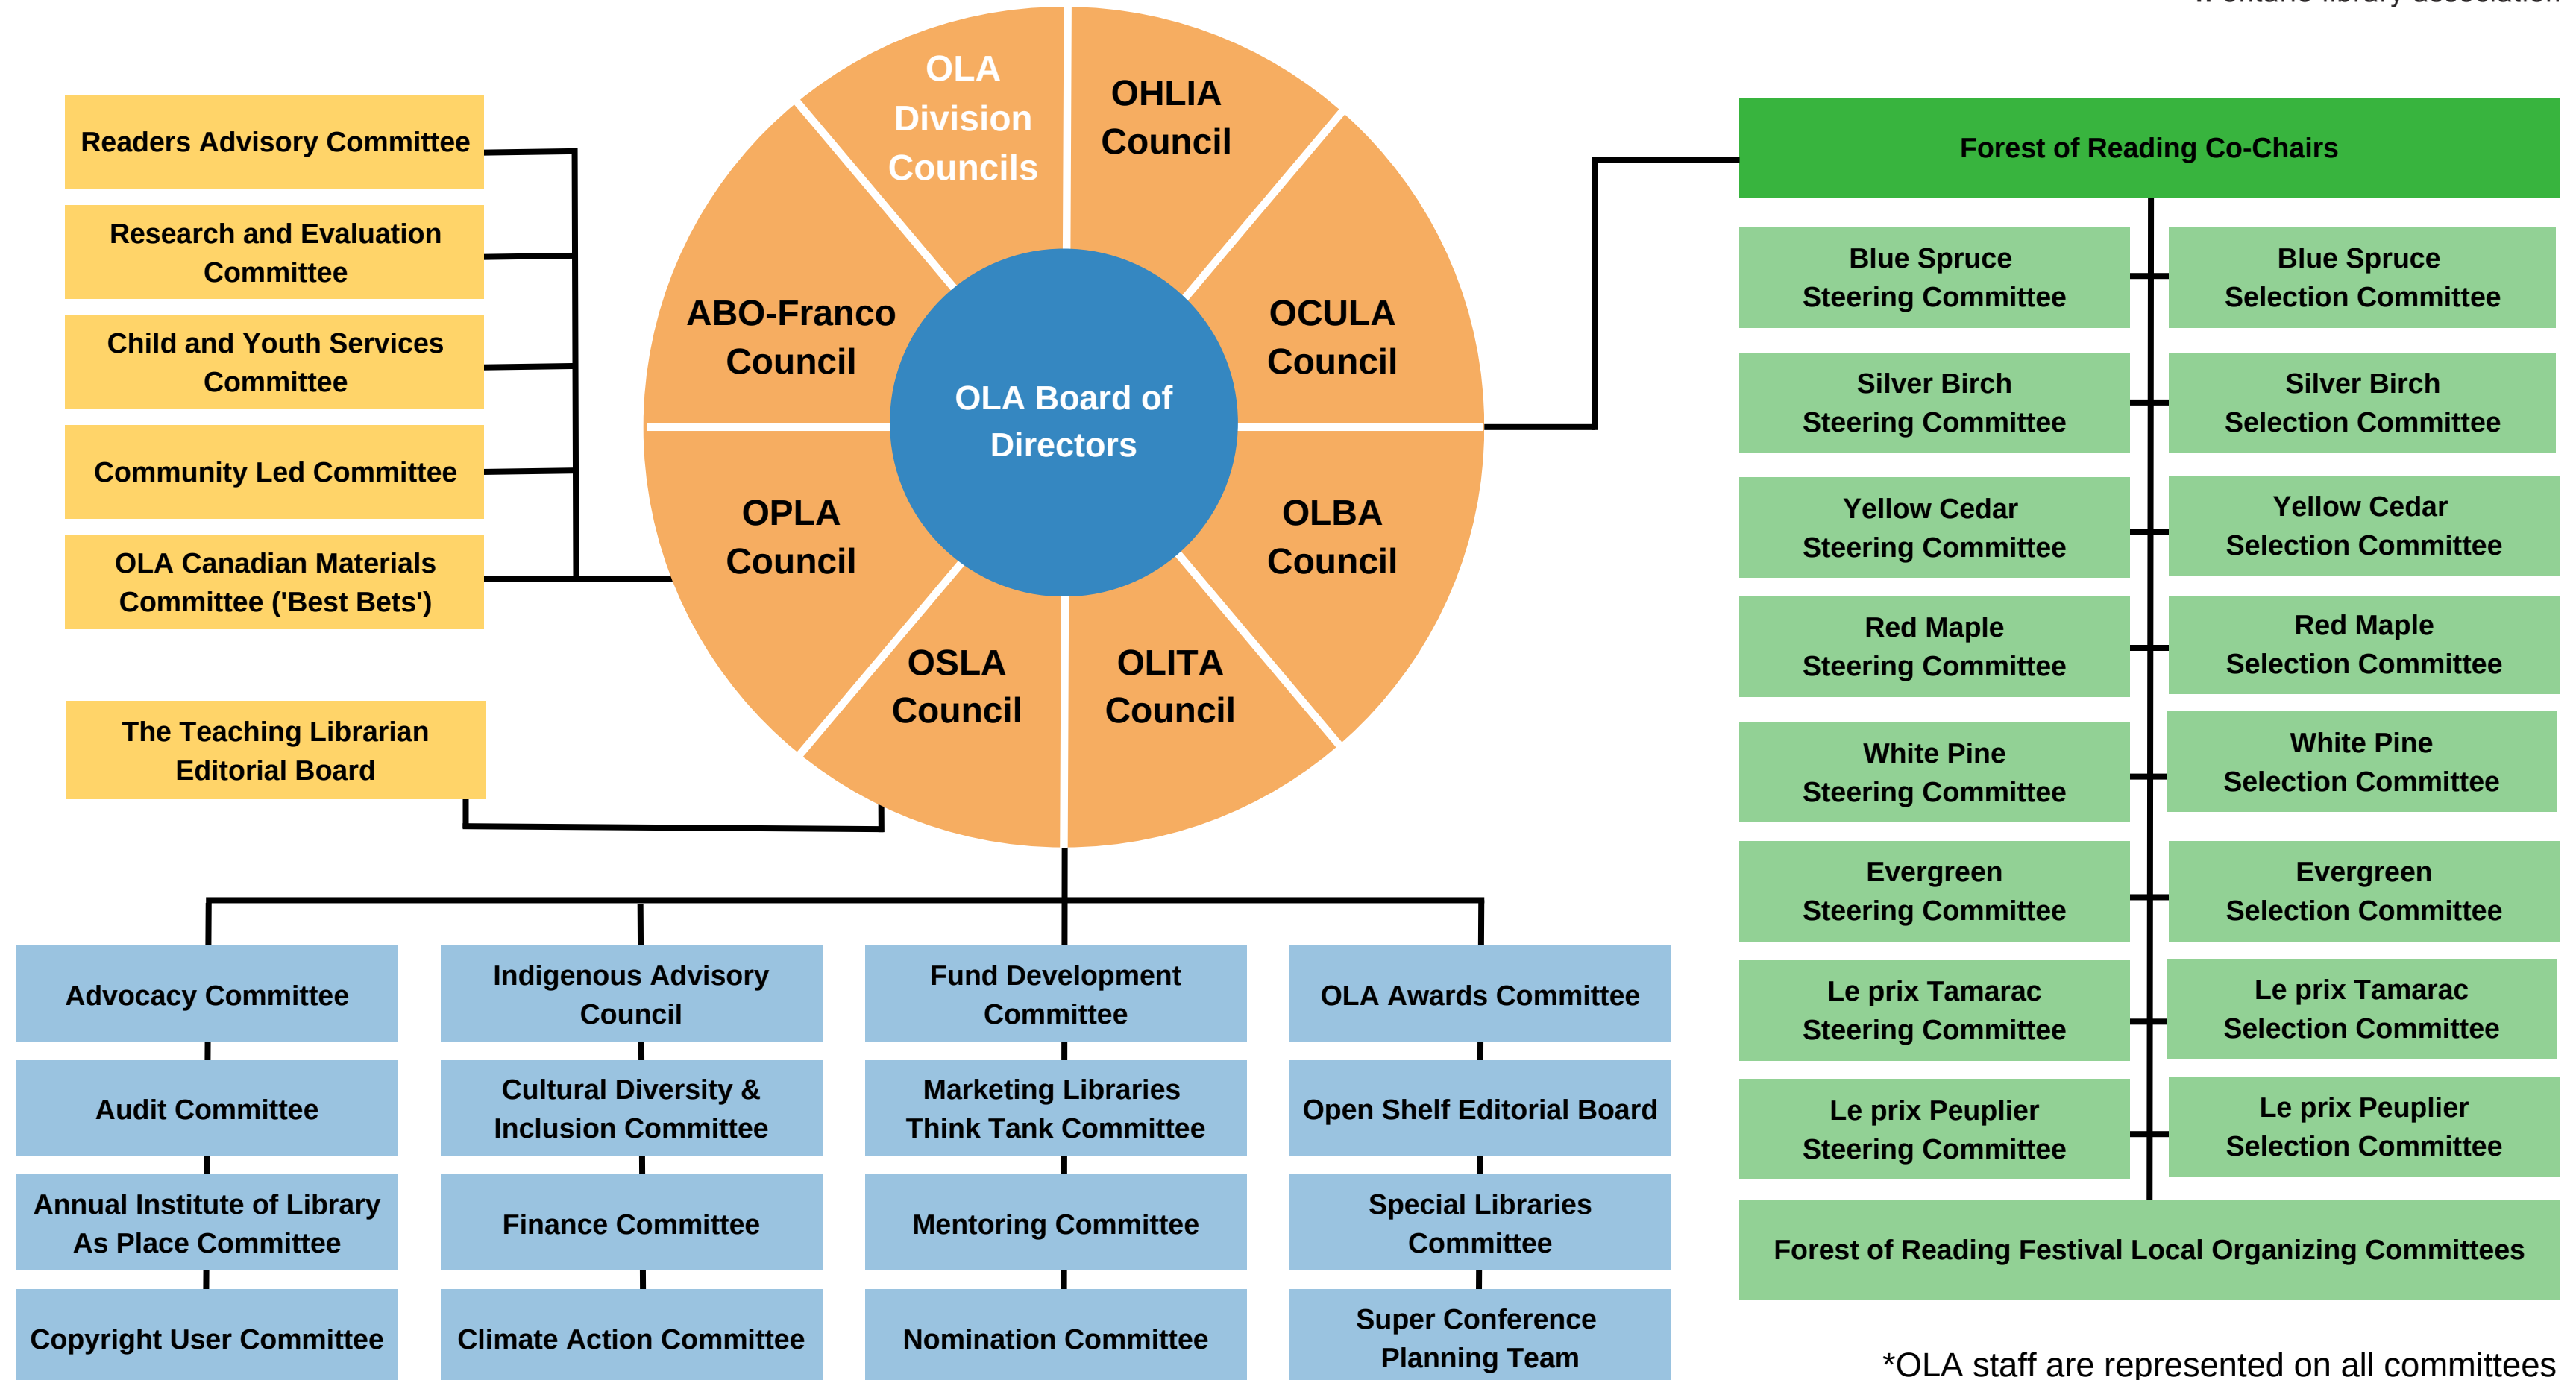 ontario library association
OLA
Division
Councils
OHLIA
Council
OCULA
Council
OLBA
Council
OLITA
Council
OSLA
Council
OPLA
Council
ABO-Franco
Council
OLA Board of
Directors
Readers Advisory Committee
Research and Evaluation
Committee
Child and Youth Services
Committee
Community Led Committee
OLA Canadian Materials
Committee ('Best Bets')
The Teaching Librarian
Editorial Board
Advocacy Committee
Audit Committee
Annual Institute of Library
As Place Committee
Copyright User Committee
Indigenous Advisory
Council
Cultural Diversity &
Inclusion Committee
Finance Committee
Climate Action Committee
Fund Development
Committee
Marketing Libraries
Think Tank Committee
Mentoring Committee
Nomination Committee
OLA Awards Committee
Open Shelf Editorial Board
Special Libraries
Committee
Super Conference
Planning Team
Forest of Reading Co-Chairs
Blue Spruce
Steering Committee
Blue Spruce
Selection Committee
Silver Birch
Steering Committee
Silver Birch
Selection Committee
Yellow Cedar
Steering Committee
Yellow Cedar
Selection Committee
Red Maple
Steering Committee
Red Maple
Selection Committee
White Pine
Steering Committee
White Pine
Selection Committee
Evergreen
Steering Committee
Evergreen
Selection Committee
Le prix Tamarac
Steering Committee
Le prix Tamarac
Selection Committee
Le prix Peuplier
Steering Committee
Le prix Peuplier
Selection Committee
Forest of Reading Festival Local Organizing Committees
*OLA staff are represented on all committees